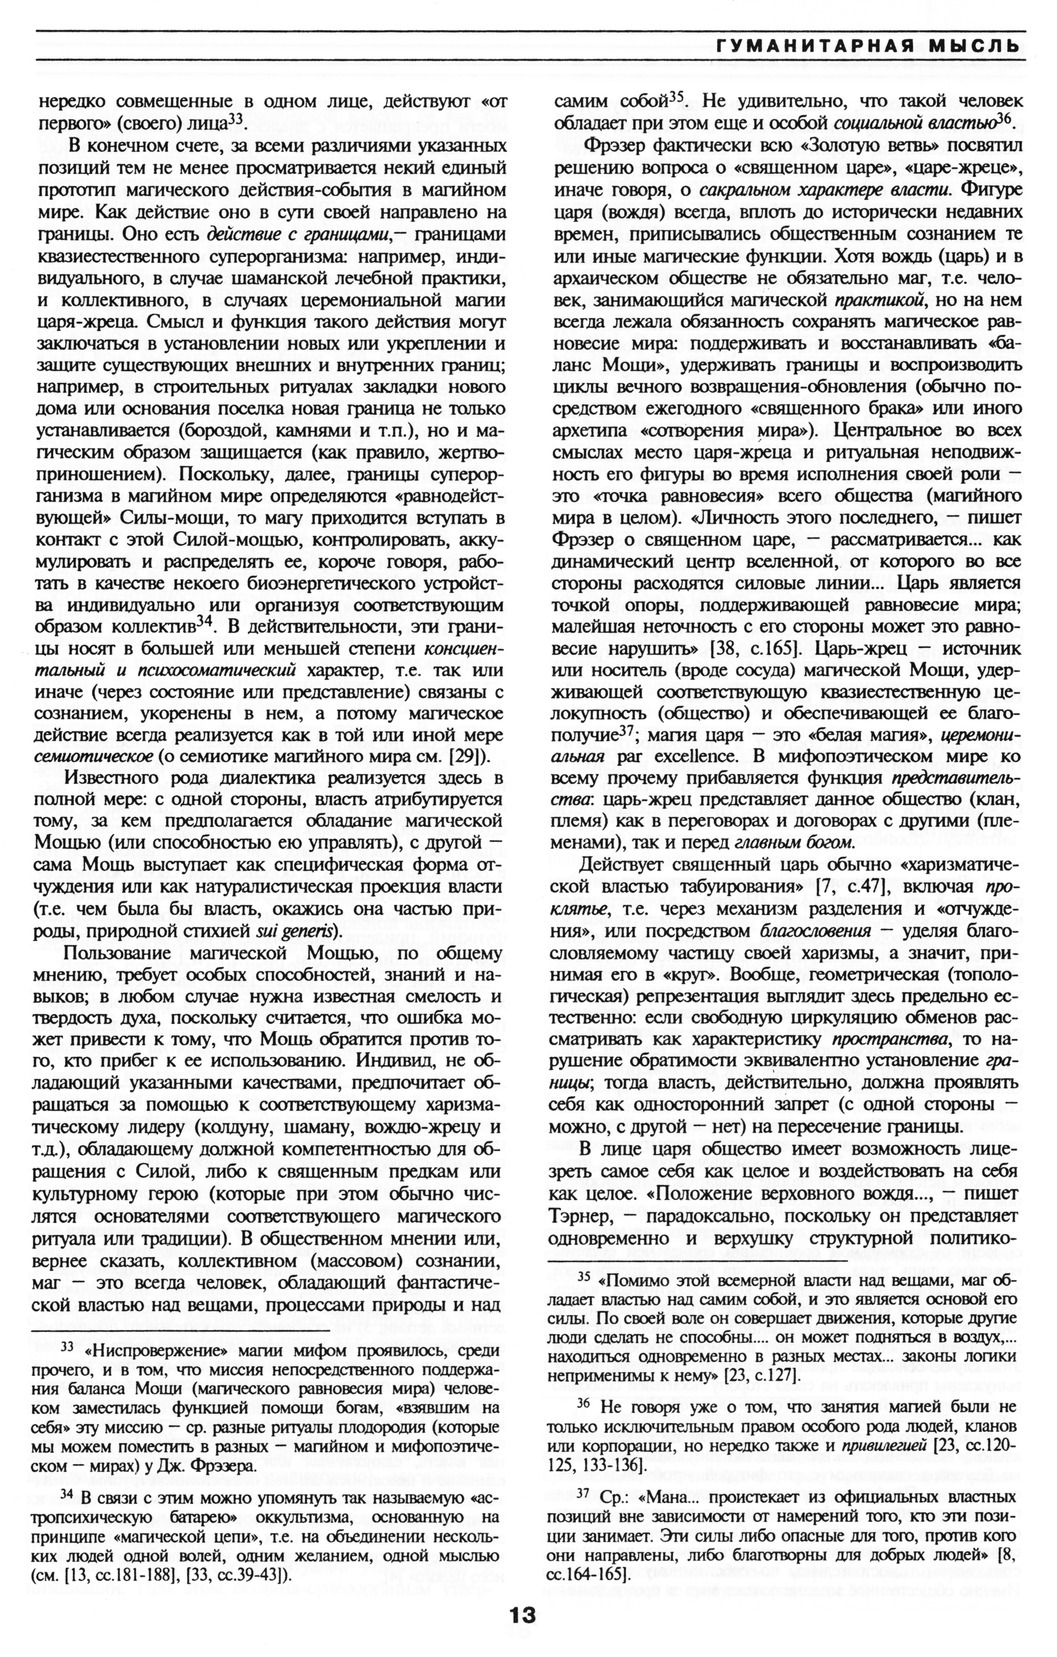 ГУМАНИТАРНАЯ МЫСЛЬ
нередко совмещенные в одном лице, действуют «от
первого» (своего) лица33.
В конечном счете, за всеми различиями указанных
позиций тем не менее просматривается некий единый
прототип магического действия-события в магийном
мире. Как действие оно в сути своей направлено на
границы. Оно есть действие с границами,— границами
квазиестественного суперорганизма: например, инди-
видуального, в случае шаманской лечебной практики,
и коллективного, в случаях церемониальной магии
царя-жреца. Смысл и функция такого действия могут
заключаться в установлении новых или укреплении и
защите существующих внешних и внутренних границ;
например, в строительных ритуалах закладки нового
дома или основания поселка новая граница не только
устанавливается (бороздой, камнями и т.п.), но и ма-
гическим образом защищается (как правило, жертво-
приношением). Поскольку, далее, границы суперор-
ганизма в магийном мире определяются «равнодейст-
вующей» Силы-мощи, то магу приходится вступать в
контакт с этой Силой-мощью, контролировать, акку-
мулировать и распределять ее, короче говоря, рабо-
тать в качестве некоего биоэнергетического устройст-
ва индивидуально или организуя соответствующим
образом коллектив34. В действительности, эти грани-
цы носят в большей или меньшей степени консциен-
тальный и психосоматический характер, т.е. так или
иначе (через состояние или представление) связаны с
сознанием, укоренены в нем, а потому магическое
действие всегда реализуется как в той или иной мере
семиотическое (о семиотике магийного мира см. [29]).
Известного рода диалектика реализуется здесь в
полной мере: с одной стороны, власть атрибутируется
тому, за кем предполагается обладание магической
Мощью (или способностью ею управлять), с другой —
сама Мощь выступает как специфическая форма от-
чуждения или как натуралистическая проекция власти
(т.е. чем была бы власть, окажись она частью при-
роды, природной стихией sui generis).
Пользование магической Мощью, по общему
мнению, требует особых способностей, знаний и на-
выков; в любом случае нужна известная смелость и
твердость духа, поскольку считается, что ошибка мо-
жет привести к тому, что Мощь обратится против то-
го, кто прибег к ее использованию. Индивид, не об-
ладающий указанными качествами, предпочитает об-
ращаться за помощью к соответствующему харизма-
тическому лидеру (колдуну, шаману, вождю-жрецу и
т.д.), обладающему должной компетентностью для об-
ращения с Силой, либо к священным предкам или
культурному герою (которые при этом обычно чис-
лятся основателями соответствующего магического
ритуала или традиции). В общественном мнении или,
вернее сказать, коллективном (массовом) сознании,
маг — это всегда человек, обладающий фантастиче-
ской властью над вещами, процессами природы и над
33 «Ниспровержение» магии мифом проявилось, среди
прочего, и в том, что миссия непосредственного поддержа-
ния баланса Мощи (магического равновесия мира) челове-
ком заместилась функцией помощи богам, «взявшим на
себя» эту миссию — ср. разные ритуалы плодородия (которые
мы можем поместить в разных — магийном и мифопоэтиче-
ском — мирах) у Дж. Фрэзера.
34 В связи с этим можно упомянуть так называемую «ас-
тропсихическую батарею» оккультизма, основанную на
принципе «магической цепи», т.е. на объединении несколь-
ких людей одной волей, одним желанием, одной мыслью
(см. [13, сс.181-188], [33, сс.39-43]).
самим собой35. Не удивительно, что такой человек
обладает при этом еще и особой социальной властью36.
Фрэзер фактически всю «Золотую ветвь» посвятил
решению вопроса о «священном царе», «царе-жреце»,
иначе говоря, о сакральном характере власти. Фигуре
царя (вождя) всегда, вплоть до исторически недавних
времен, приписывались общественным сознанием те
или иные магические функции. Хотя вождь (царь) и в
архаическом обществе не обязательно маг, т.е. чело-
век, занимающийся магической практикой, но на нем
всегда лежала обязанность сохранять магическое рав-
новесие мира: поддерживать и восстанавливать «ба-
ланс Мощи», удерживать границы и воспроизводить
циклы вечного возвращения-обновления (обычно по-
средством ежегодного «священного брака» или иного
архетипа «сотворения мира»). Центральное во всех
смыслах место царя-жреца и ритуальная неподвиж-
ность его фигуры во время исполнения своей роли —
это «точка равновесия» всего общества (магийного
мира в целом). «Личность этого последнего, — пишет
Фрэзер о священном царе, — рассматривается... как
динамический центр вселенной, от которого во все
стороны расходятся силовые линии... Царь является
точкой опоры, поддерживающей равновесие мира;
малейшая неточность с его стороны может это равно-
весие нарушить» [38, с.165]. Царь-жрец — источник
или носитель (вроде сосуда) магической Мощи, удер-
живающей соответствующую квазиестественную це-
локупность (общество) и обеспечивающей ее благо-
получие37; магия царя — это «белая магия», церемони-
альная par excellence. В мифопоэтическом мире ко
всему прочему прибавляется функция представитель-
ства: царь-жрец представляет данное общество (клан,
племя) как в переговорах и договорах с другими (пле-
менами), так и перед главным богом.
Действует священный царь обычно «харизматиче-
ской властью табуирования» [7, с.47], включая про-
клятье, т.е. через механизм разделения и «отчужде-
ния», или посредством благословения — уделяя благо-
словляемому частицу своей харизмы, а значит, при-
нимая его в «круг». Вообще, геометрическая (тополо-
гическая) репрезентация выглядит здесь предельно ес-
тественно: если свободную циркуляцию обменов рас-
сматривать как характеристику пространства, то на-
рушение обратимости эквивалентно установление гра-
ницы; тогда власть, действительно, должна проявлять
себя как односторонний запрет (с одной стороны —
можно, с другой — нет) на пересечение границы.
В лице царя общество имеет возможность лице-
зреть самое себя как целое и воздействовать на себя
как целое. «Положение верховного вождя..., — пишет
Тэрнер, — парадоксально, поскольку он представляет
одновременно и верхушку структурной политико-
35 «Помимо этой всемерной власти над вещами, маг об-
ладает властью над самим собой, и это является основой его
силы. По своей воле он совершает движения, которые другие
люди сделать не способны.... он может подняться в воздух,...
находиться одновременно в разных местах... законы логики
неприменимы к нему» [23, с.127].
36 Не говоря уже о том, что занятия магией были не
только исключительным правом особого рода людей, кланов
или корпорации, но нередко также и привилегией [23, сс.120-
125, 133-136].
37 Ср.: «Мана... проистекает из официальных властных
позиций вне зависимости от намерений того, кто эти пози-
ции занимает. Эти силы либо опасные для того, против кого
они направлены, либо благотворны для добрых людей» [8,
сс.164-165].
13